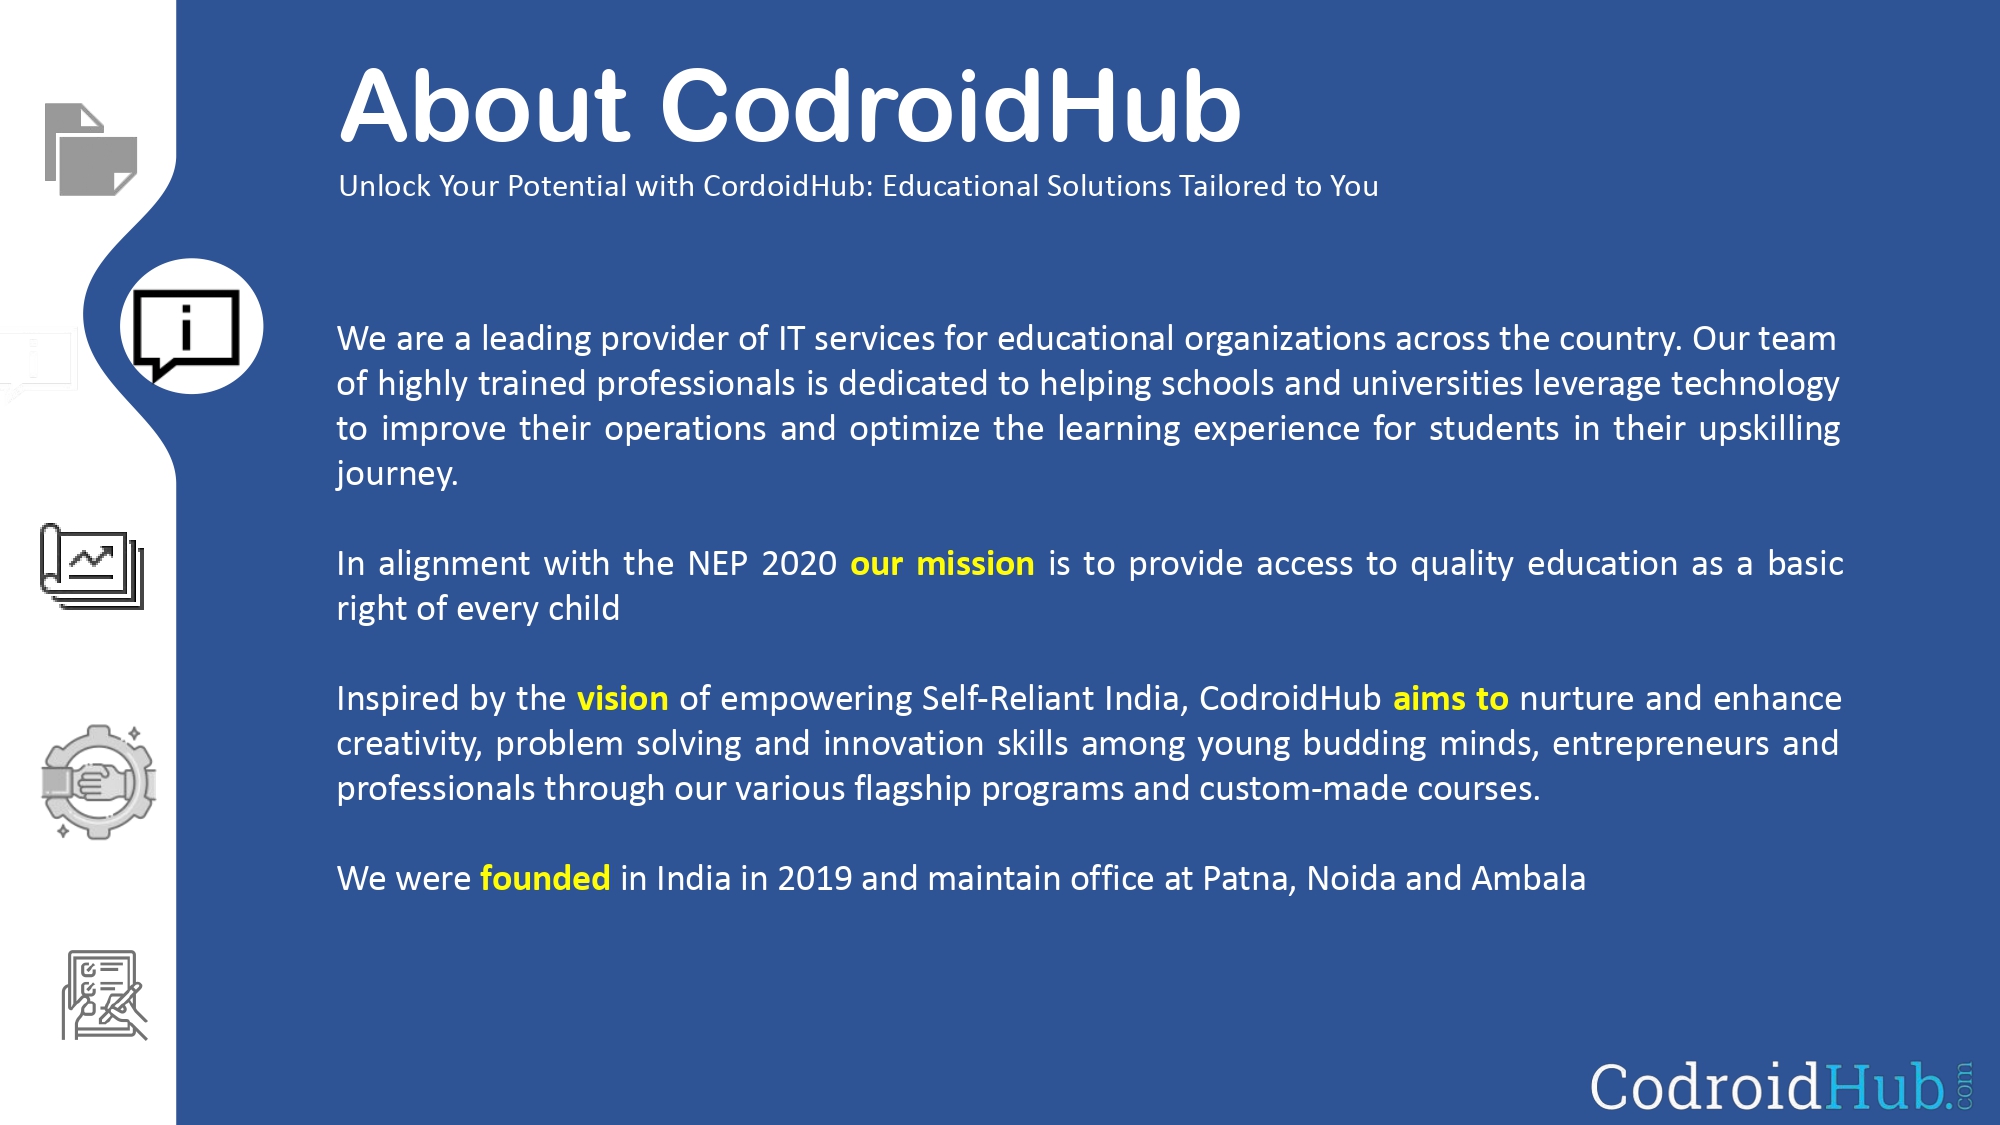 About CodroidHub
Unlock Your Potential with CordoidHub: Educational Solutions Tailored to You
i
We are a leading provider of IT services for educational organizations across the country. Our team
of highly trained professionals is dedicated to helping schools and universities leverage technology
to improve their operations and optimize the learning experience for students in their upskilling
journey.
In alignment with the NEP 2020 our mission is to provide access to quality education as a basic
right of every child
Inspired by the vision of empowering Self-Reliant India, CodroidHub aims to nurture and enhance
creativity, problem solving and innovation skills among young budding minds, entrepreneurs and
professionals through our various flagship programs and custom-made courses.
We were founded in India in 2019 and maintain office at Patna, Noida and Ambala
CodroidHub.com